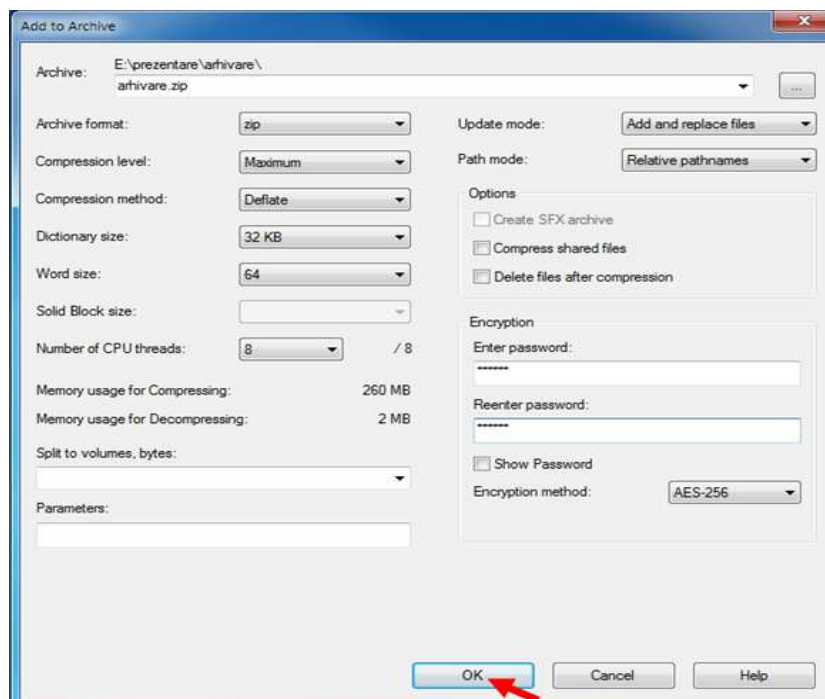 Add to Archive
Archive:
E:\prezentare\arhivare\
arhivare.zip
...
Archive format:
zip
Compression level:
Maximum
Compression method:
Deflate
Dictionary size:
32 KB
Word size:
64
Solid Block size:
Number of CPU threads:
8
/ 8
Memory usage for Compressing:
260 MB
Memory usage for Decompressing:
2 MB
Split to volumes, bytes:
Parameters:
Update mode:
Add and replace files
Path mode:
Relative pathnames
Options
Create SFX archive
Compress shared files
Delete files after compression
Encryption
Enter password:
******
Reenter password:
******
Show Password
Encryption method:
AES-256
OK
Cancel
Help